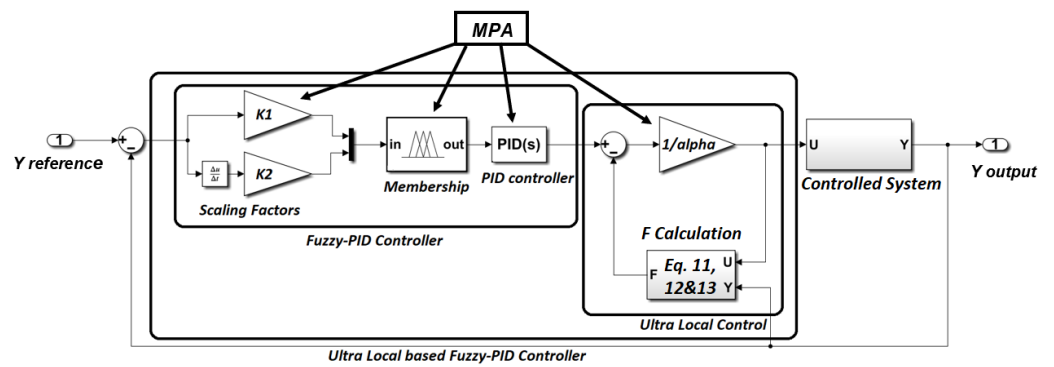 MPA
1
Y reference
K1
Δu
Δt
K2
Scaling Factors
in
out
Membership
PID(s)
PID controller
Fuzzy-PID Controller
1/alpha
F Calculation
F
Eq. 11,
12&13
U
Y
Ultra Local Control
U
Y
Controlled System
1
Y output
Ultra Local based Fuzzy-PID Controller